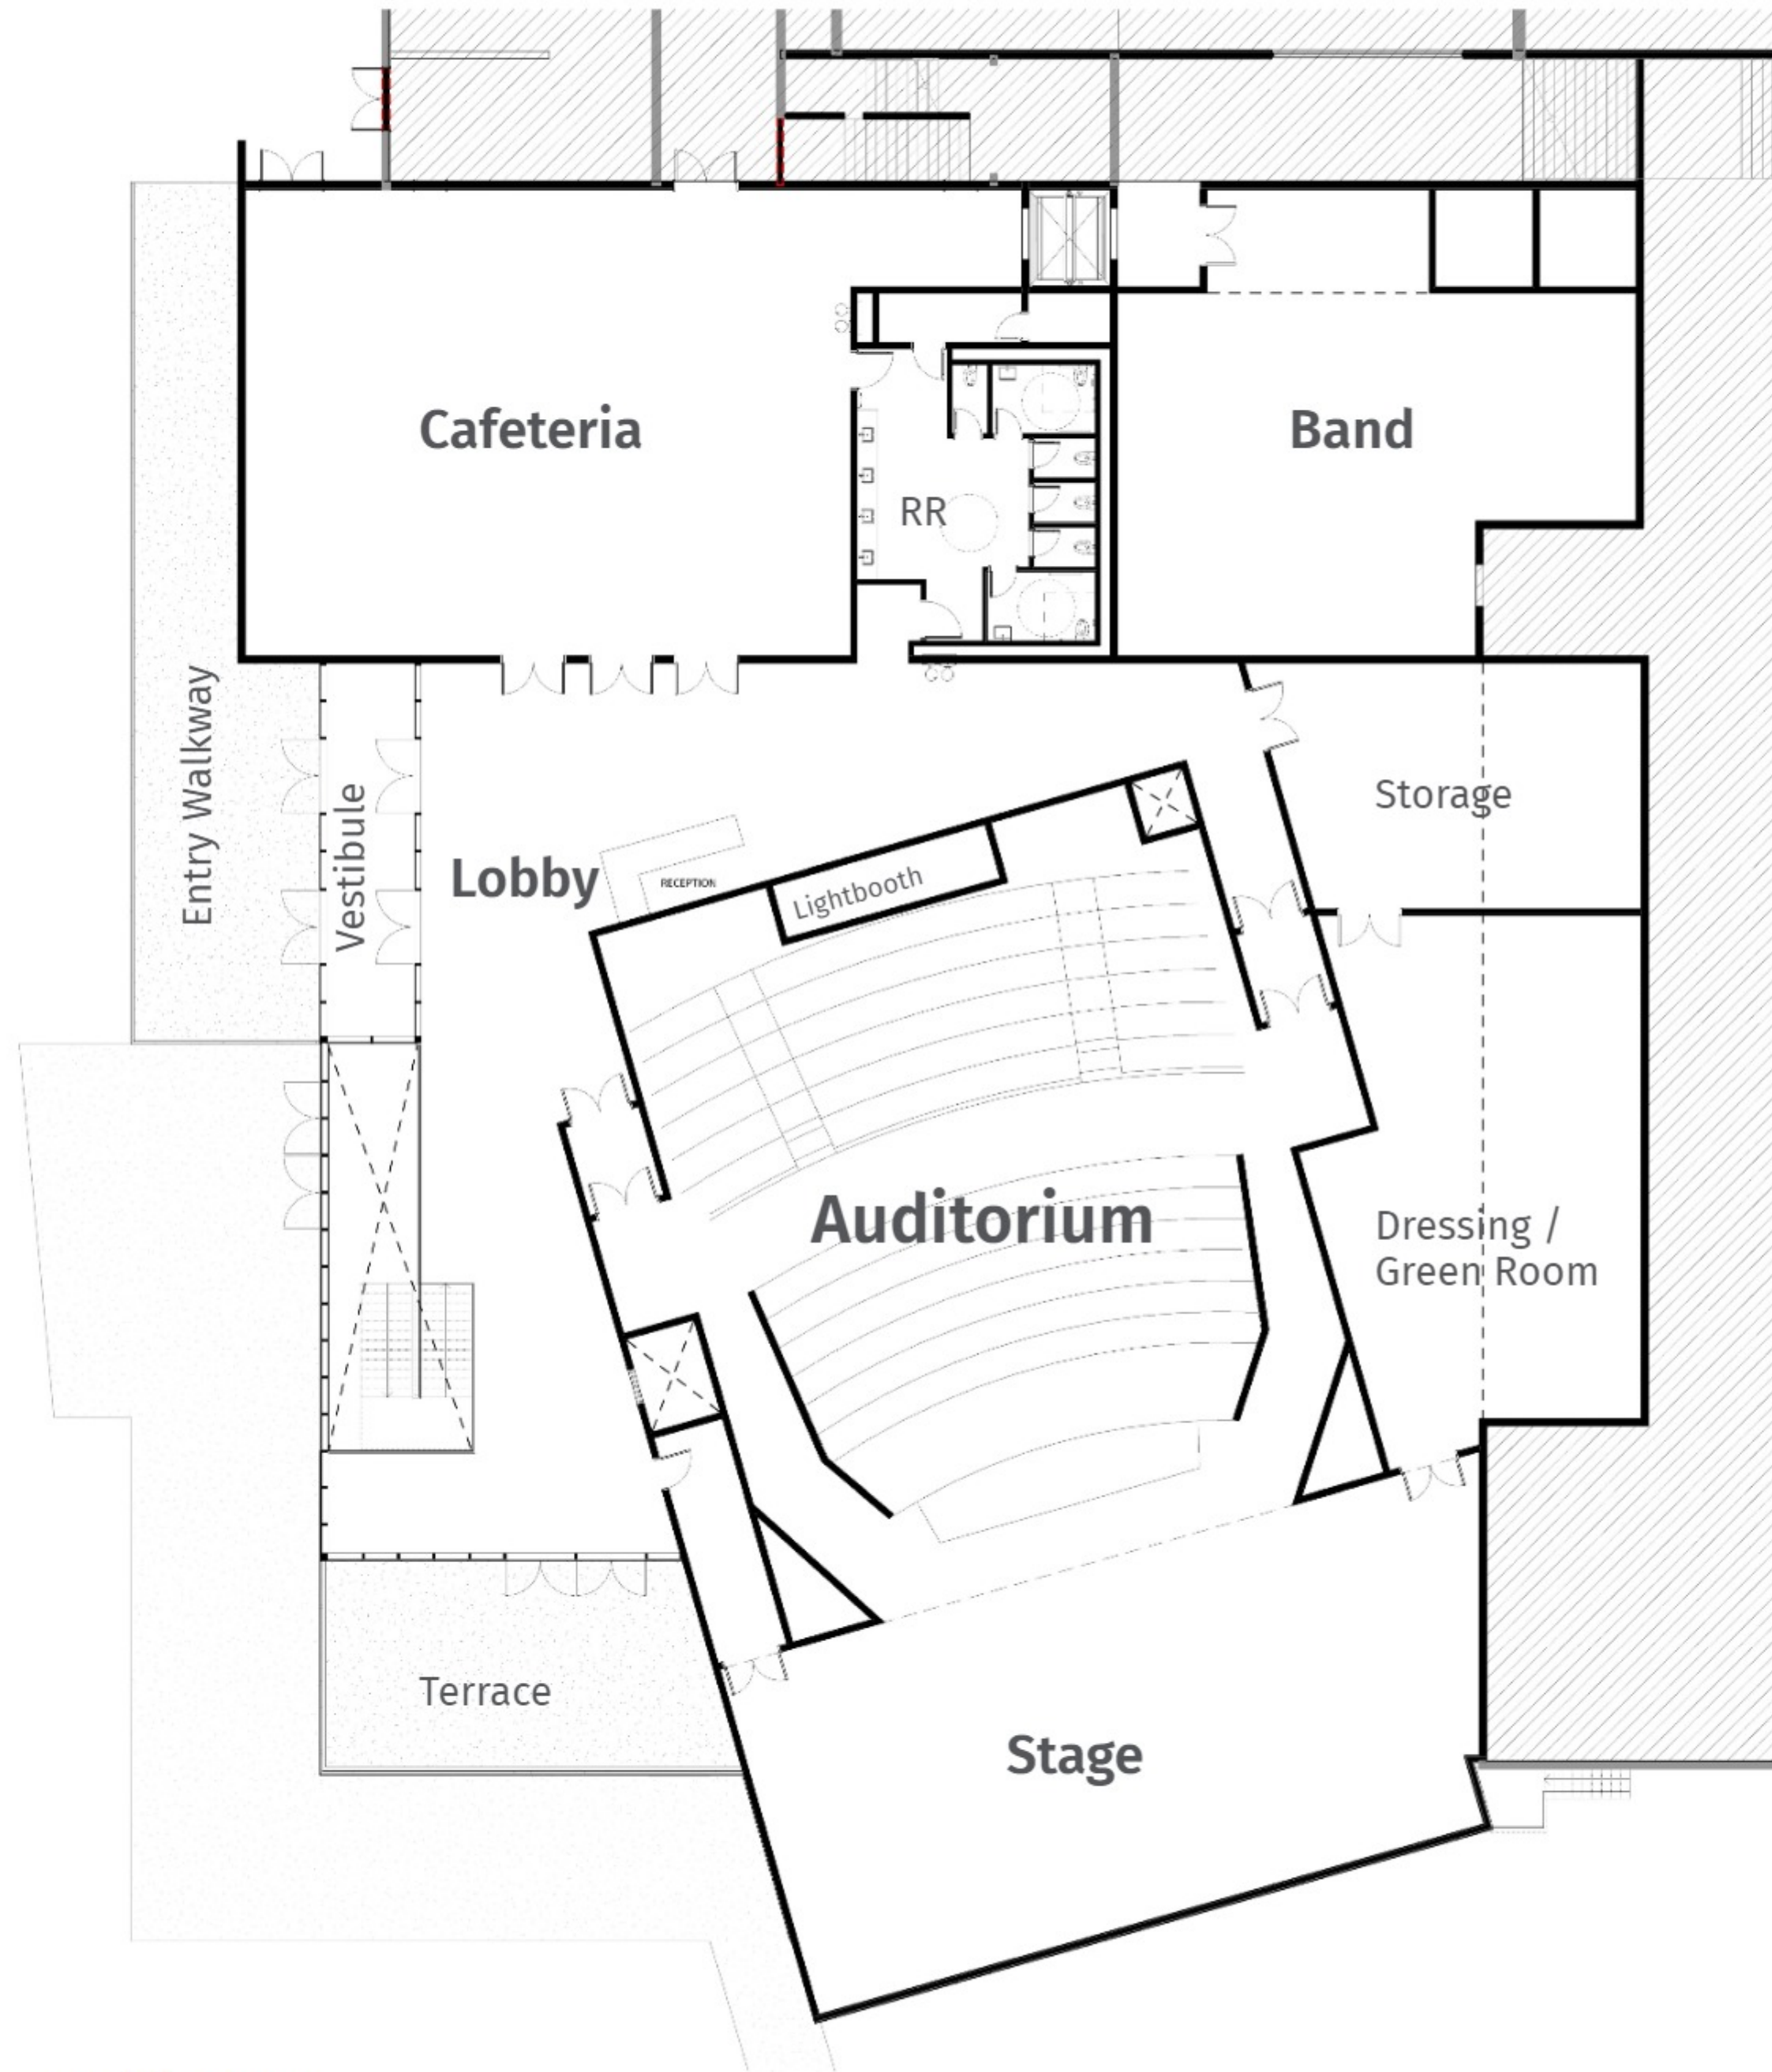 Cafeteria
Band
RR
Entry Walkway
Vestibule
Lobby
RECEPTION
Lightbooth
Storage
Auditorium
Dressing /
Green Room
Terrace
Stage